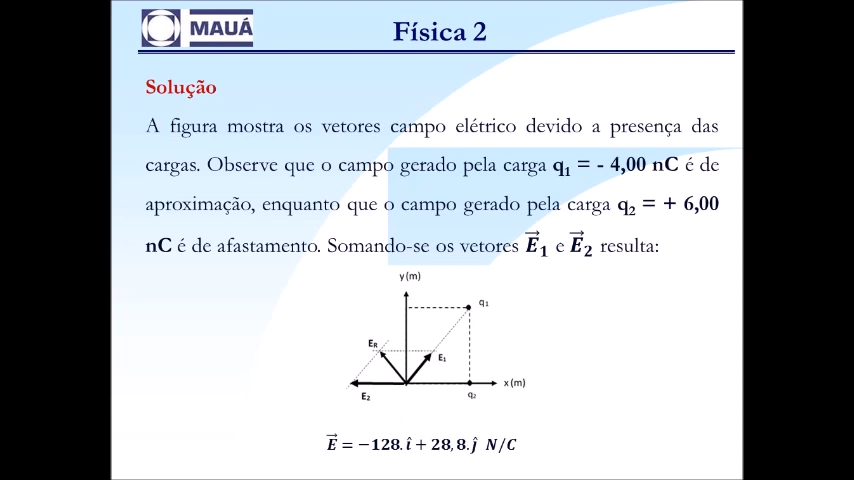 MAUÁ
Física 2
Solução
A figura mostra os vetores campo elétrico devido a presença das
cargas. Observe que o campo gerado pela carga q₁ = - 4,00 nC é de
aproximação, enquanto que o campo gerado pela carga q₂ = + 6,00
nC é de afastamento. Somando-se os vetores E⃗₁ e E⃗₂ resulta:
y (m)
q₁
E_R
E₁
x (m)
E₂
q₂
E⃗ = −128. î + 28, 8. ĵ N/C